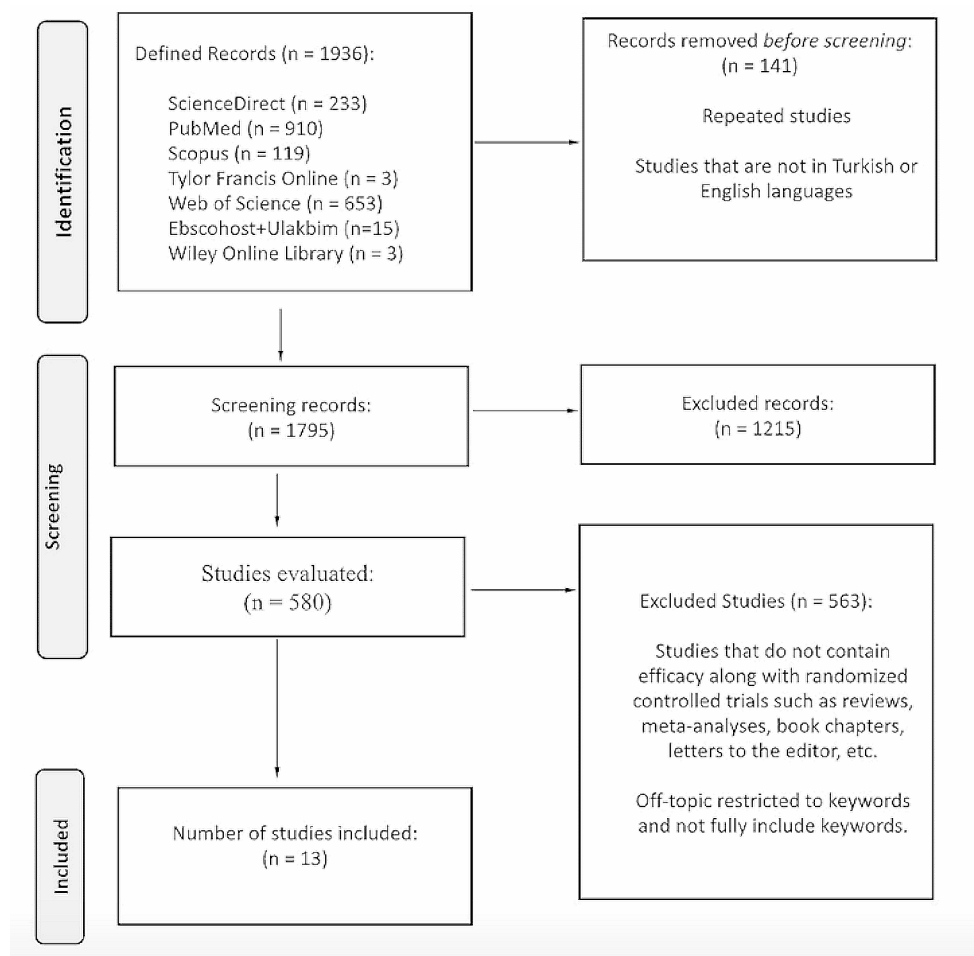 Identification
Defined Records (n = 1936):
ScienceDirect (n = 233)
PubMed (n = 910)
Scopus (n = 119)
Tylor Francis Online (n = 3)
Web of Science (n = 653)
Ebscohost+Ulakbim (n=15)
Wiley Online Library (n = 3)
Records removed before screening:
(n = 141)
Repeated studies
Studies that are not in Turkish or
English languages
Screening
Screening records:
(n = 1795)
Excluded records:
(n = 1215)
Studies evaluated:
(n = 580)
Excluded Studies (n = 563):
Studies that do not contain
efficacy along with randomized
controlled trials such as reviews,
meta-analyses, book chapters,
letters to the editor, etc.
Off-topic restricted to keywords
and not fully include keywords.
Included
Number of studies included:
(n = 13)